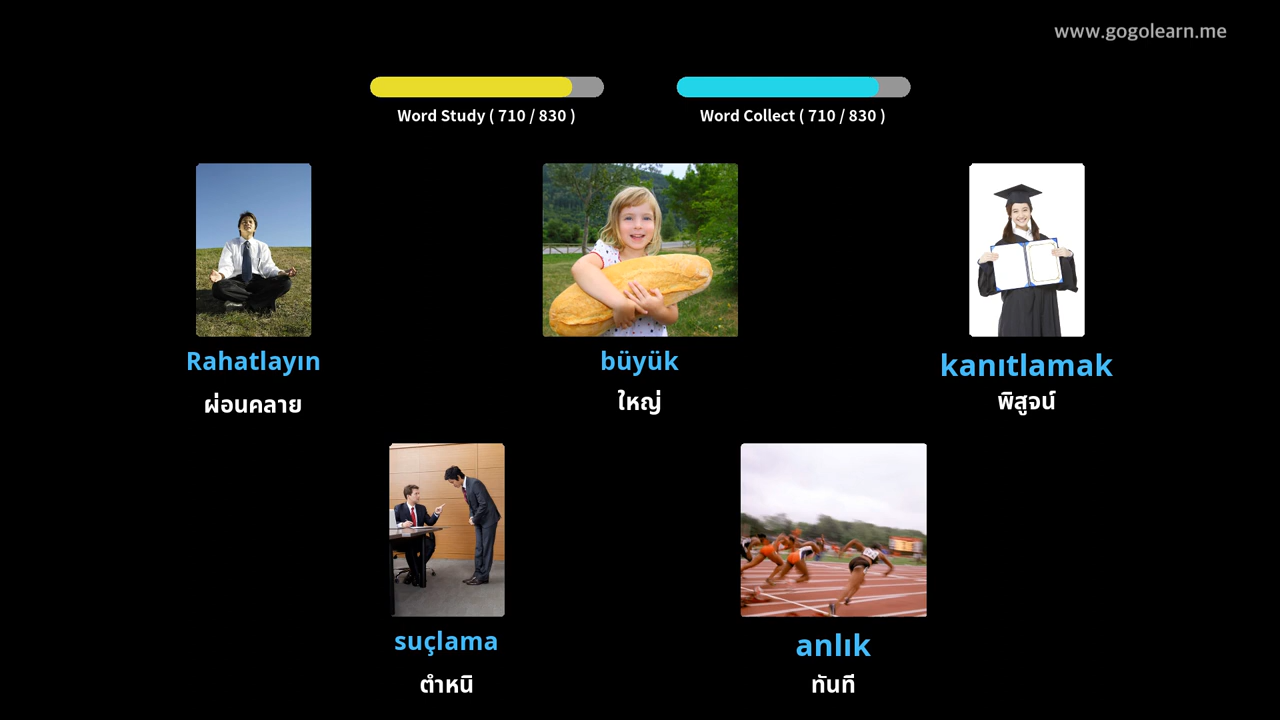 www.gogolearn.me
Word Study ( 710 / 830 )
Word Collect ( 710 / 830 )
Rahatlayın
ผ่อนคลาย
büyük
ใหญ่
kanıtlamak
พิสูจน์
suçlama
ตำหนิ
anlık
ทันที